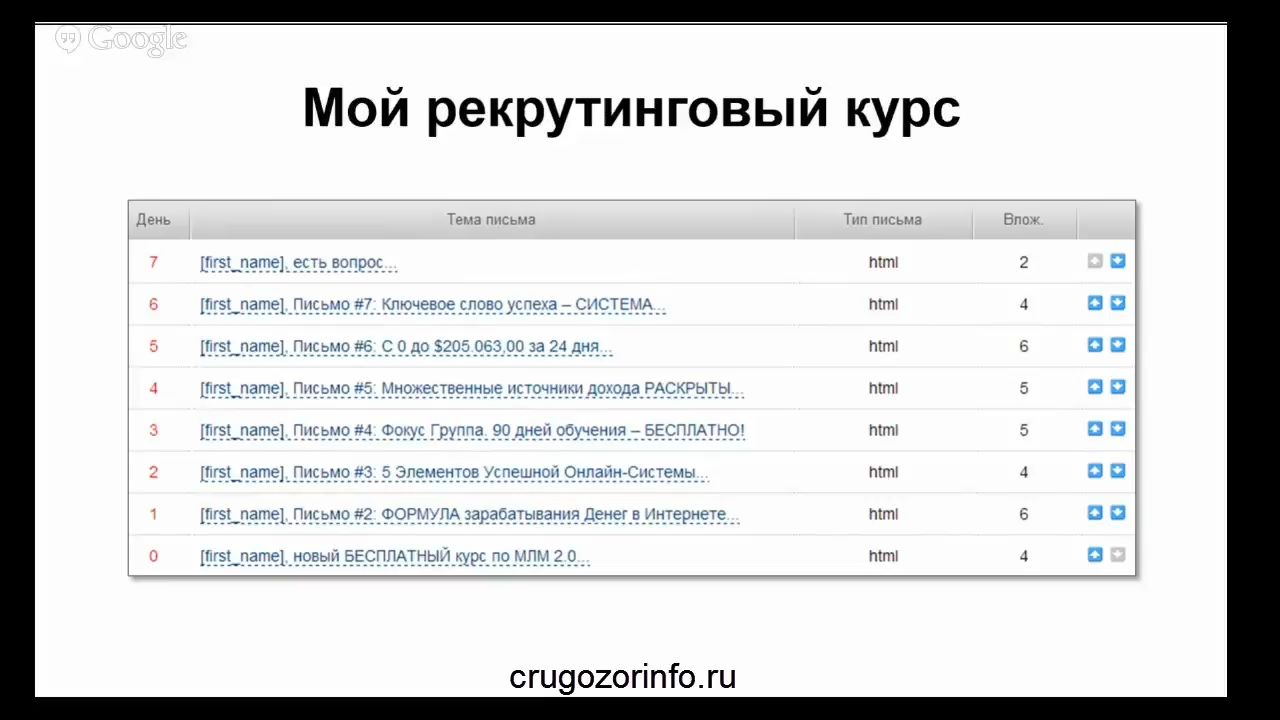 Google
Мой рекрутинговый курс
День Тема письма Тип письма Влож.
7 [first_name], есть вопрос... html 2
6 [first_name], Письмо #7: Ключевое слово успеха – СИСТЕМА... html 4
5 [first_name], Письмо #6: С 0 до $205.063,00 за 24 дня... html 6
4 [first_name], Письмо #5: Множественные источники дохода РАСКРЫТЫ... html 5
3 [first_name], Письмо #4: Фокус Группа. 90 дней обучения – БЕСПЛАТНО! html 5
2 [first_name], Письмо #3: 5 Элементов Успешной Онлайн-Системы... html 4
1 [first_name], Письмо #2: ФОРМУЛА зарабатывания Денег в Интернете... html 6
0 [first_name], новый БЕСПЛАТНЫЙ курс по МЛМ 2.0... html 4
crugozorinfo.ru